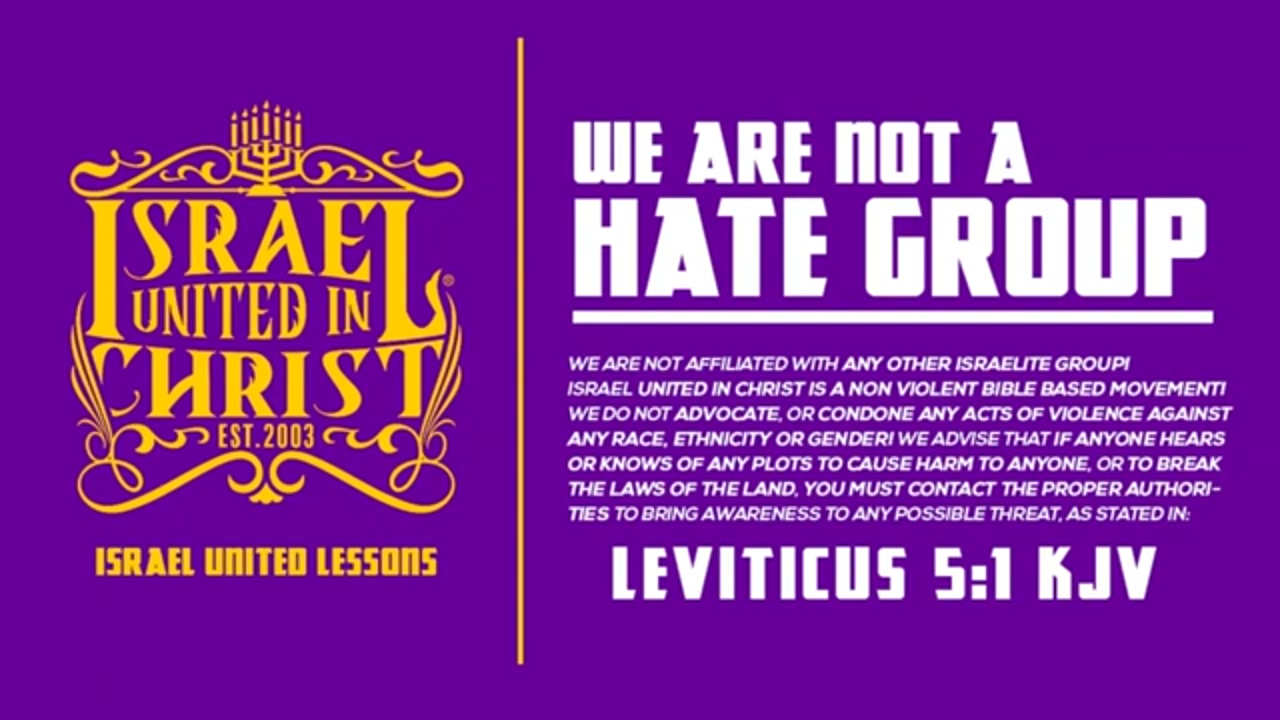 ISRAEL
UNITED IN
CHRIST
®
EST.2003
ISRAEL UNITED LESSONS
WE ARE NOT A
HATE GROUP
WE ARE NOT AFFILIATED WITH ANY OTHER ISRAELITE GROUP!
ISRAEL UNITED IN CHRIST IS A NON VIOLENT BIBLE BASED MOVEMENT!
WE DO NOT ADVOCATE, OR CONDONE ANY ACTS OF VIOLENCE AGAINST
ANY RACE, ETHNICITY OR GENDER! WE ADVISE THAT IF ANYONE HEARS
OR KNOWS OF ANY PLOTS TO CAUSE HARM TO ANYONE, OR TO BREAK
THE LAWS OF THE LAND, YOU MUST CONTACT THE PROPER AUTHORI-
TIES TO BRING AWARENESS TO ANY POSSIBLE THREAT, AS STATED IN:
LEVITICUS 5:1 KJV